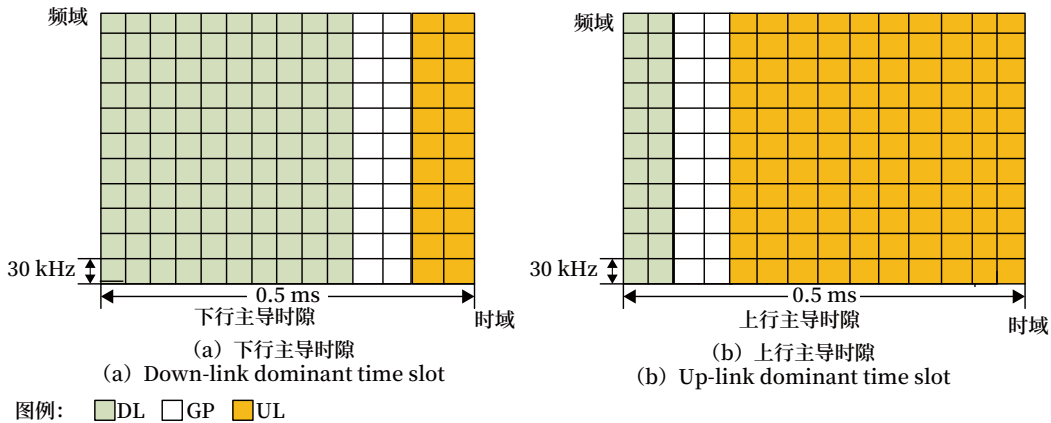 频域
30 kHz
0.5 ms
下行主导时隙
时域
(a)下行主导时隙
(a)Down-link dominant time slot
频域
30 kHz
0.5 ms
上行主导时隙
时域
(b)上行主导时隙
(b)Up-link dominant time slot
图例： DL GP UL